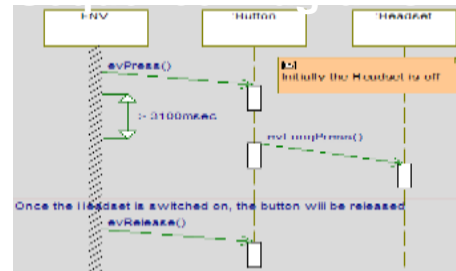 ENV
:Button
:Headset
evPress()
Initially the Headset is off
:- 3100msec
evLongPress()
Once the Headset is switched on, the button will be released
evRelease()